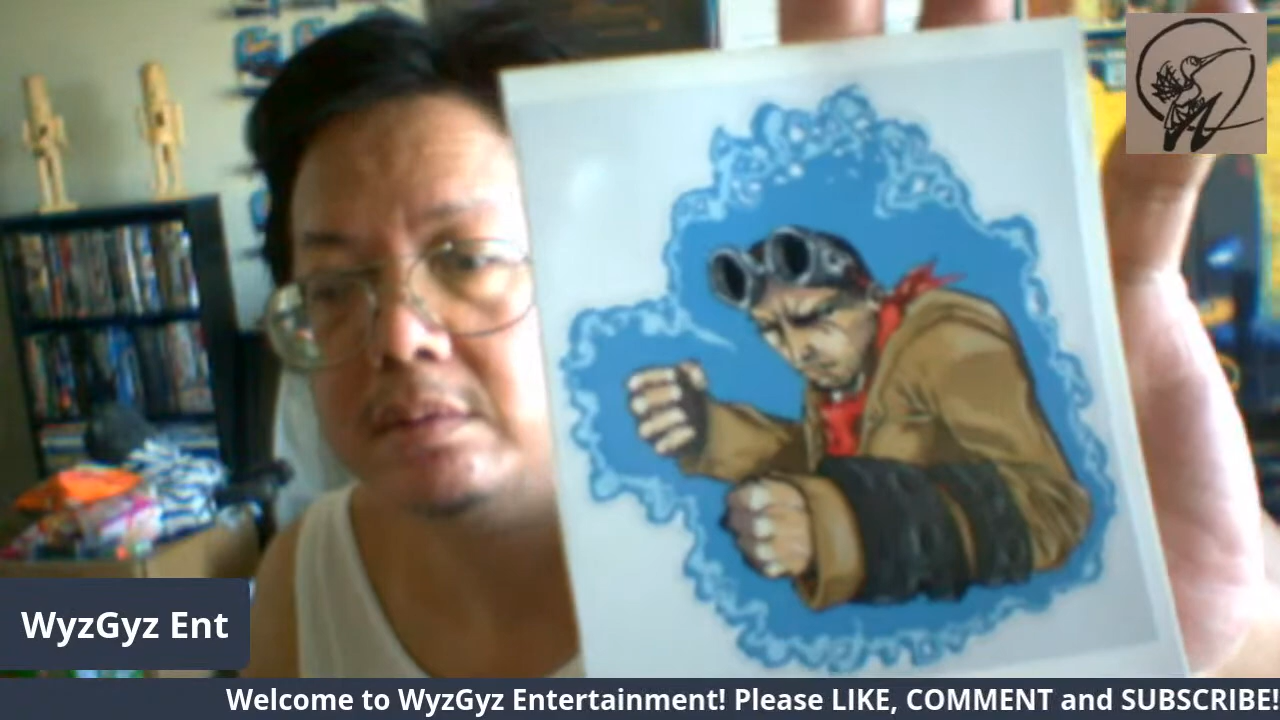 WyzGyz Ent
Welcome to WyzGyz Entertainment! Please LIKE, COMMENT and SUBSCRIBE!